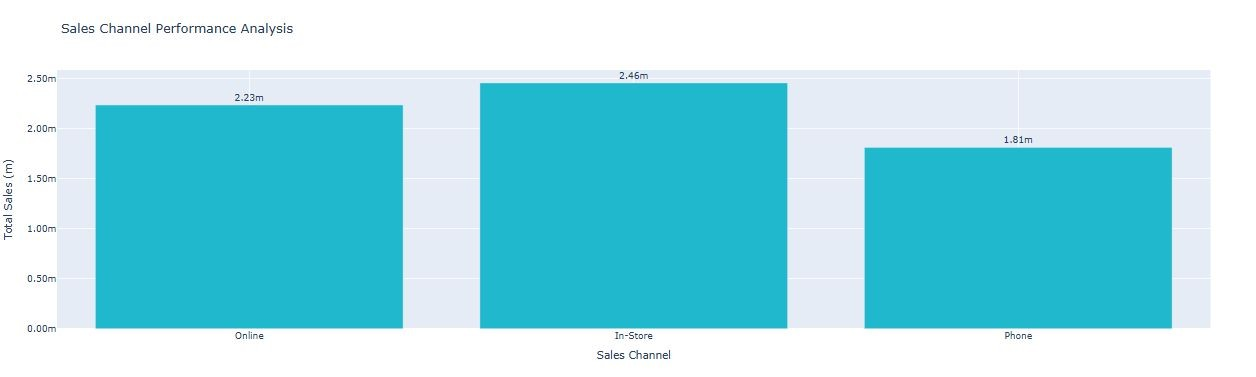 Sales Channel Performance Analysis
2.50m
2.00m
1.50m
1.00m
0.50m
0.00m
Total Sales (m)
2.23m
2.46m
1.81m
Online
In-Store
Phone
Sales Channel